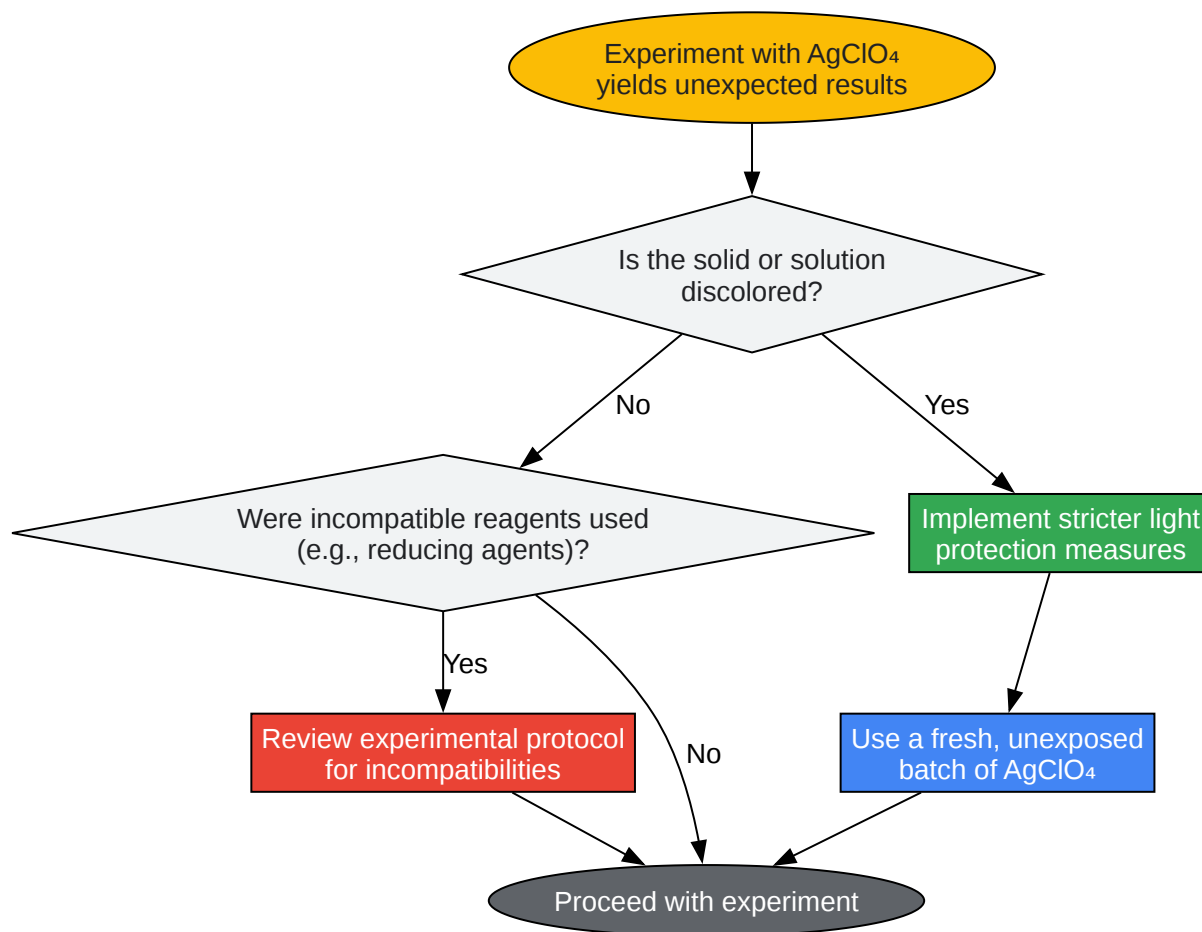 Experiment with AgClO₄
yields unexpected results
Is the solid or solution
discolored?
No
Yes
Were incompatible reagents used
(e.g., reducing agents)?
Implement stricter light
protection measures
Yes
No
Review experimental protocol
for incompatibilities
Use a fresh, unexposed
batch of AgClO₄
Proceed with experiment